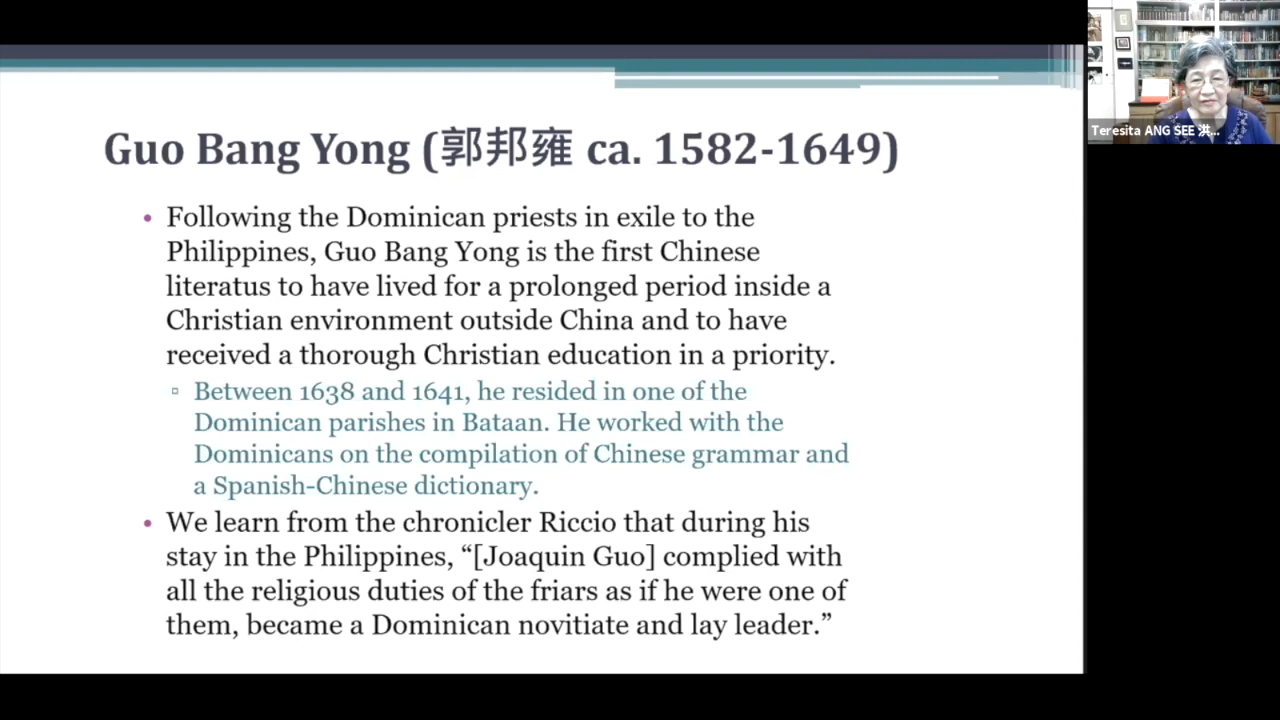 Guo Bang Yong (郭邦雍 ca. 1582-1649)
• Following the Dominican priests in exile to the
Philippines, Guo Bang Yong is the first Chinese
literatus to have lived for a prolonged period inside a
Christian environment outside China and to have
received a thorough Christian education in a priority.
▫ Between 1638 and 1641, he resided in one of the
Dominican parishes in Bataan. He worked with the
Dominicans on the compilation of Chinese grammar and
a Spanish-Chinese dictionary.
• We learn from the chronicler Riccio that during his
stay in the Philippines, “[Joaquin Guo] complied with
all the religious duties of the friars as if he were one of
them, became a Dominican novitiate and lay leader.”
Teresita ANG SEE 洪...